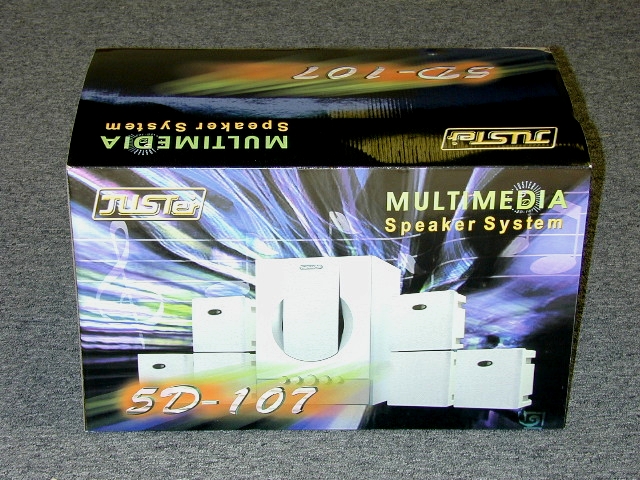 SD-107
MULTIMEDIA
Speaker System
JUSTer
JUSTer
MULTIMEDIA
Speaker System
SD-107